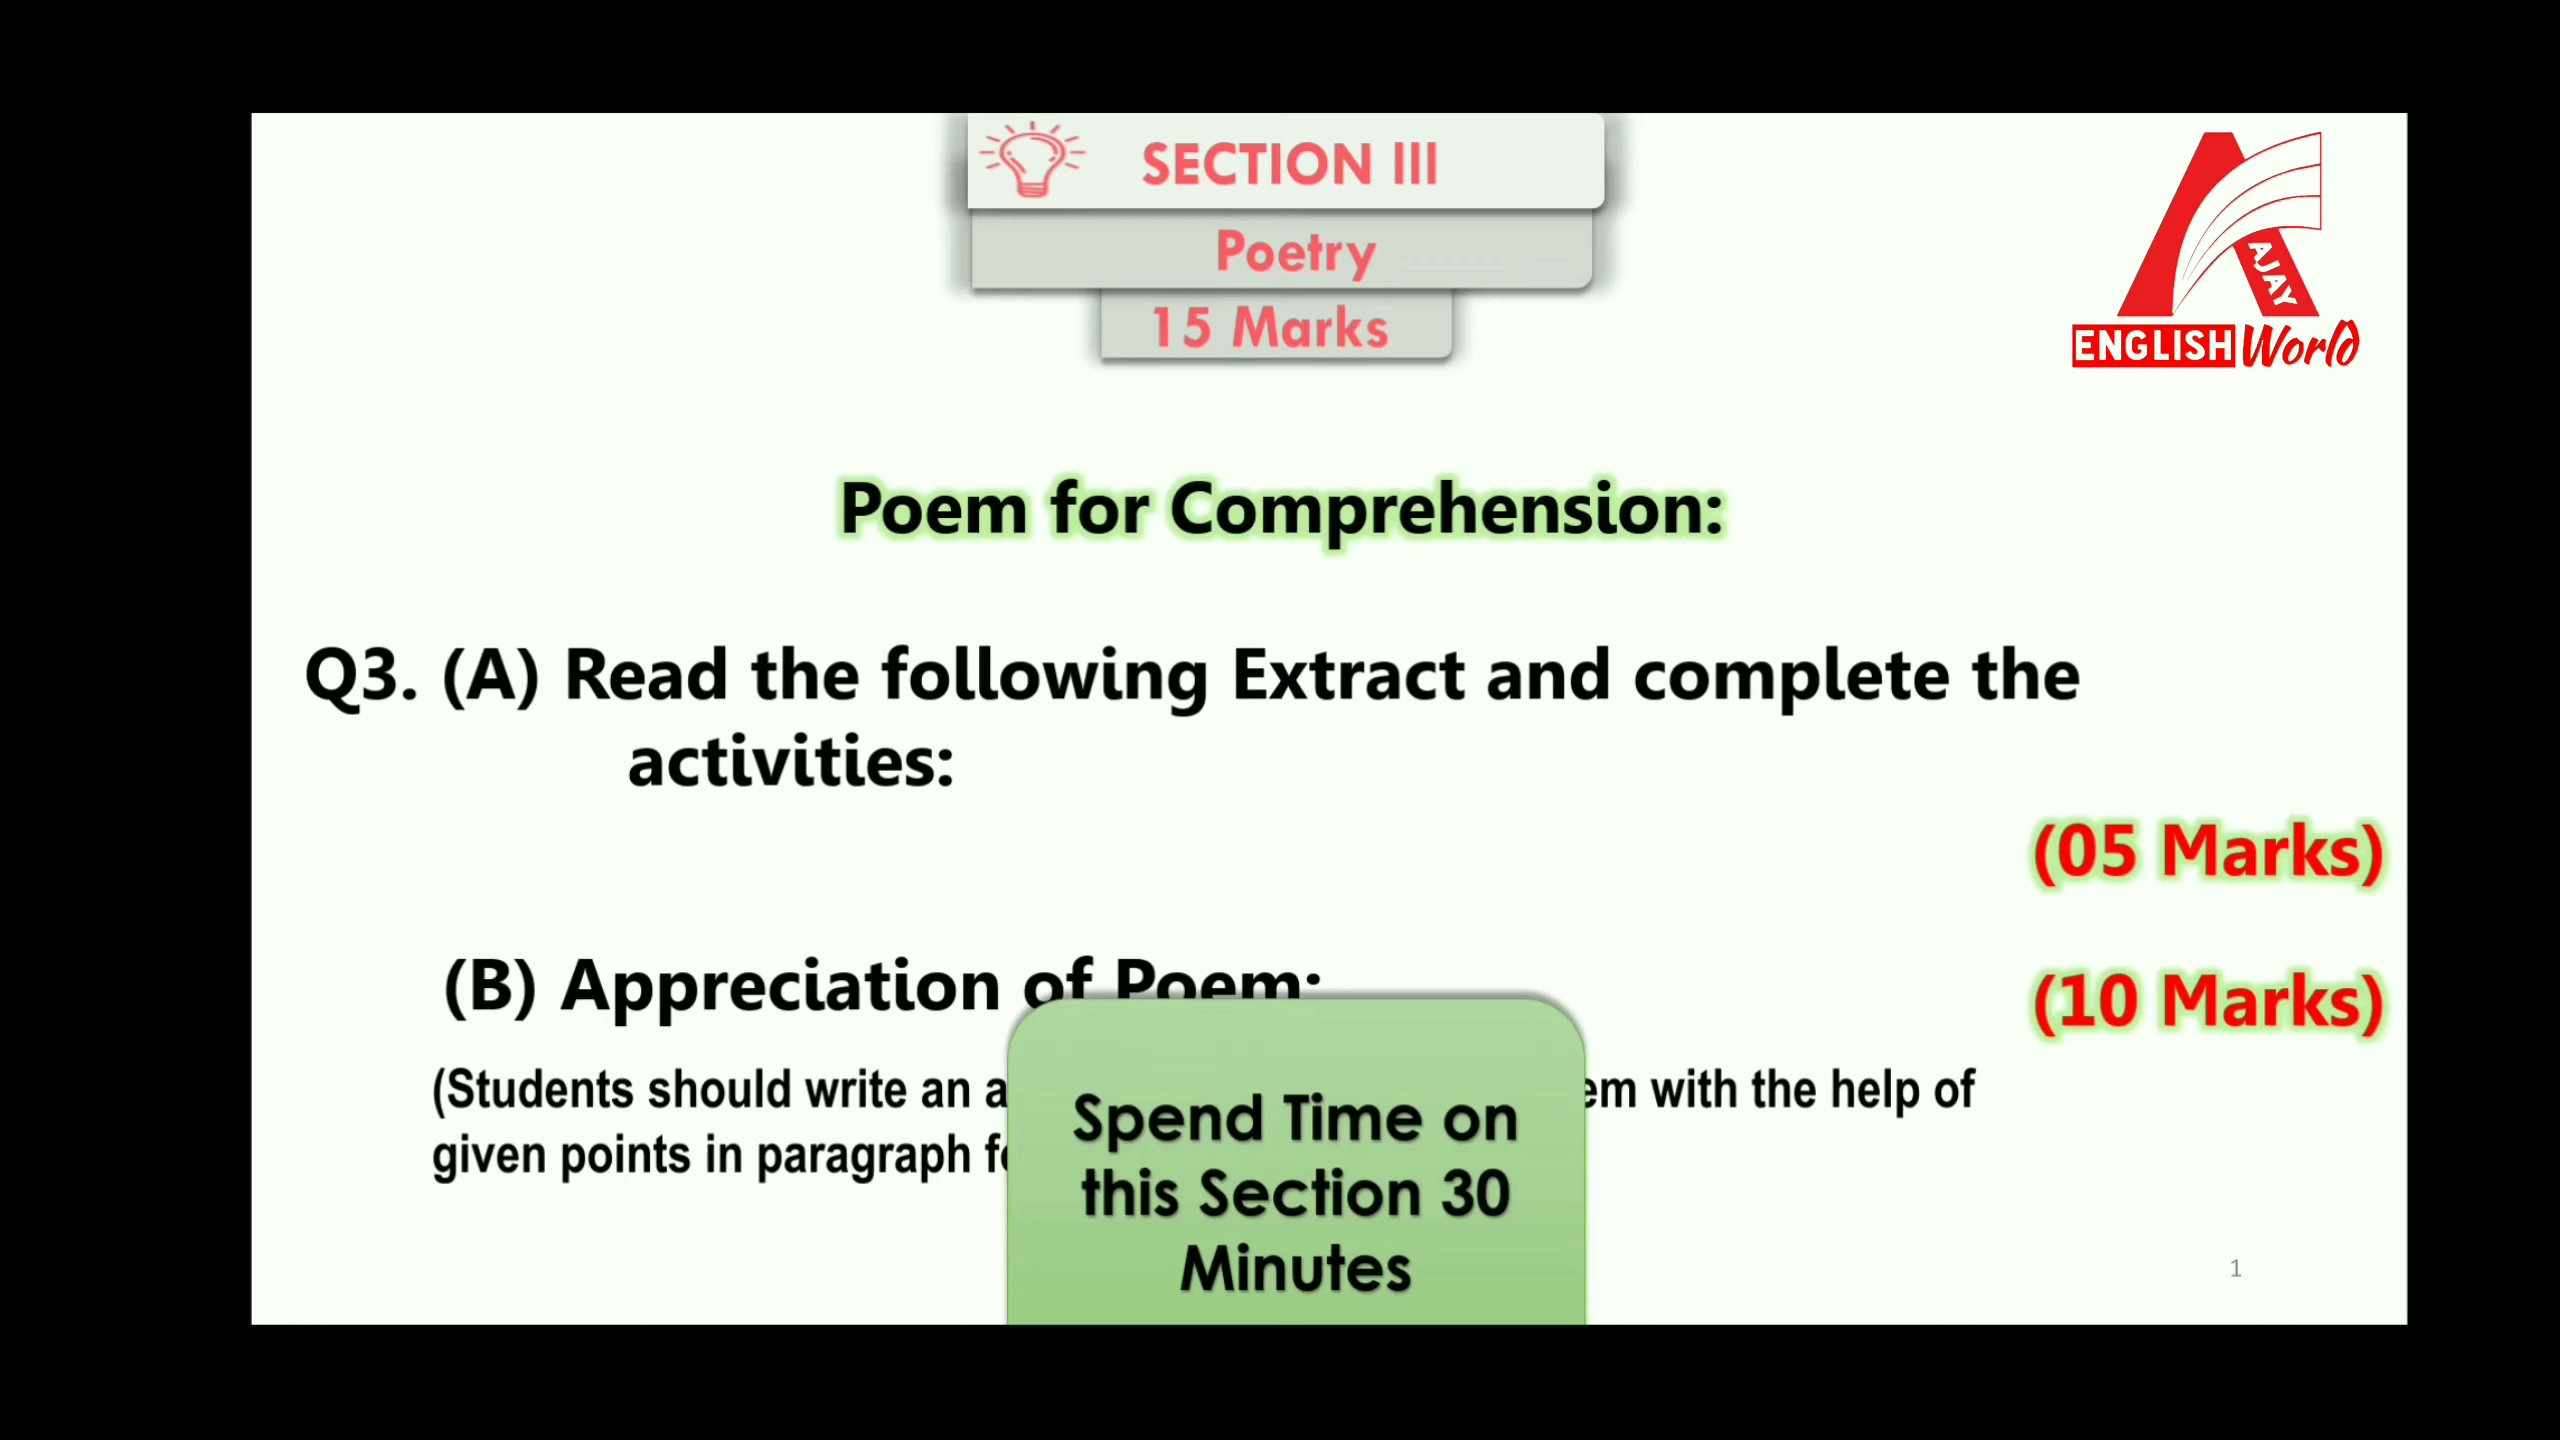 SECTION III
Poetry
15 Marks
AJAY
ENGLISH World
Poem for Comprehension:
Q3. (A) Read the following Extract and complete the
activities:
(05 Marks)
(B) Appreciation of Poem:
(10 Marks)
(Students should write an with the help of
given points in paragraph
Spend Time on
this Section 30
Minutes
1